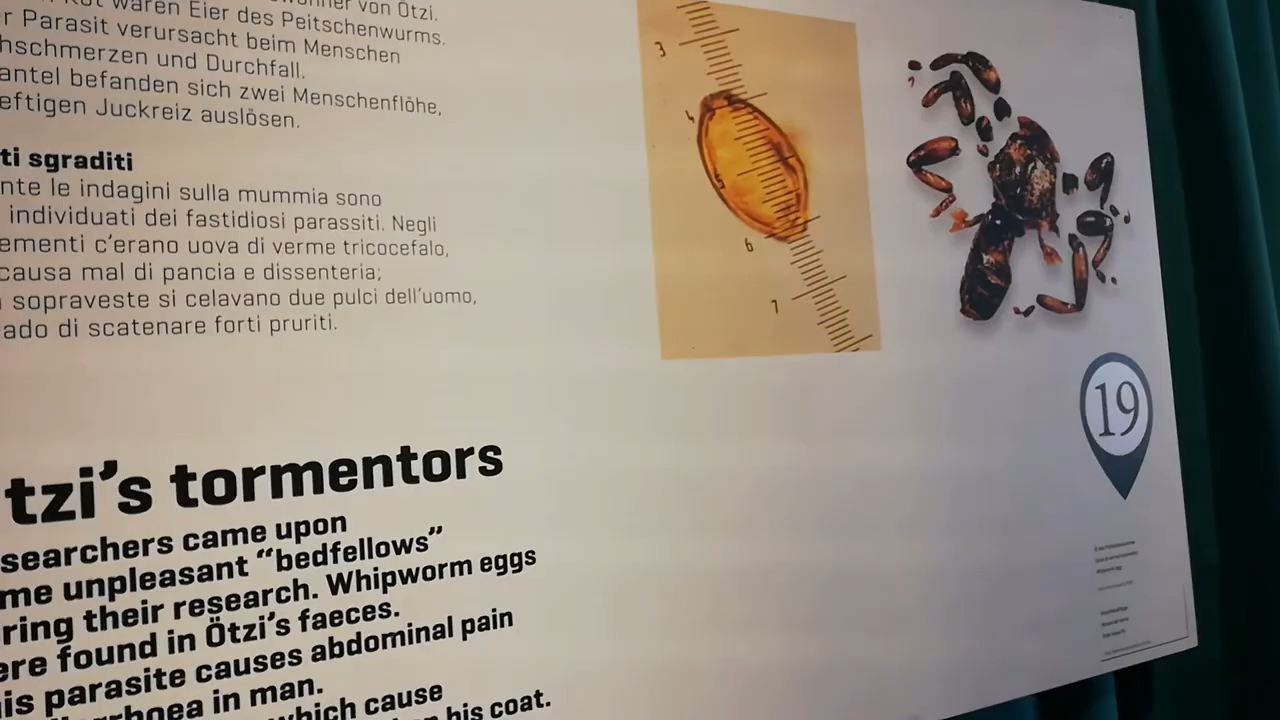 waren Eier des Peitschenwurms.
r Parasit verursacht beim Menschen
hschmerzen und Durchfall.
antel befanden sich zwei Menschenflöhe,
eftigen Juckreiz auslösen.
ti sgraditi
nte le indagini sulla mummia sono
individuati dei fastidiosi parassiti. Negli
ementi c'erano uova di verme tricocefalo,
causa mal di pancia e dissenteria;
sopraveste si celavano due pulci dell'uomo,
ado di scatenare forti pruriti.
3
4
5
6
7
19
tzi's tormentors
searchers came upon
me unpleasant “bedfellows”
ring their research. Whipworm eggs
ere found in Ötzi's faeces.
is parasite causes abdominal pain
in man.
which cause
his coat.